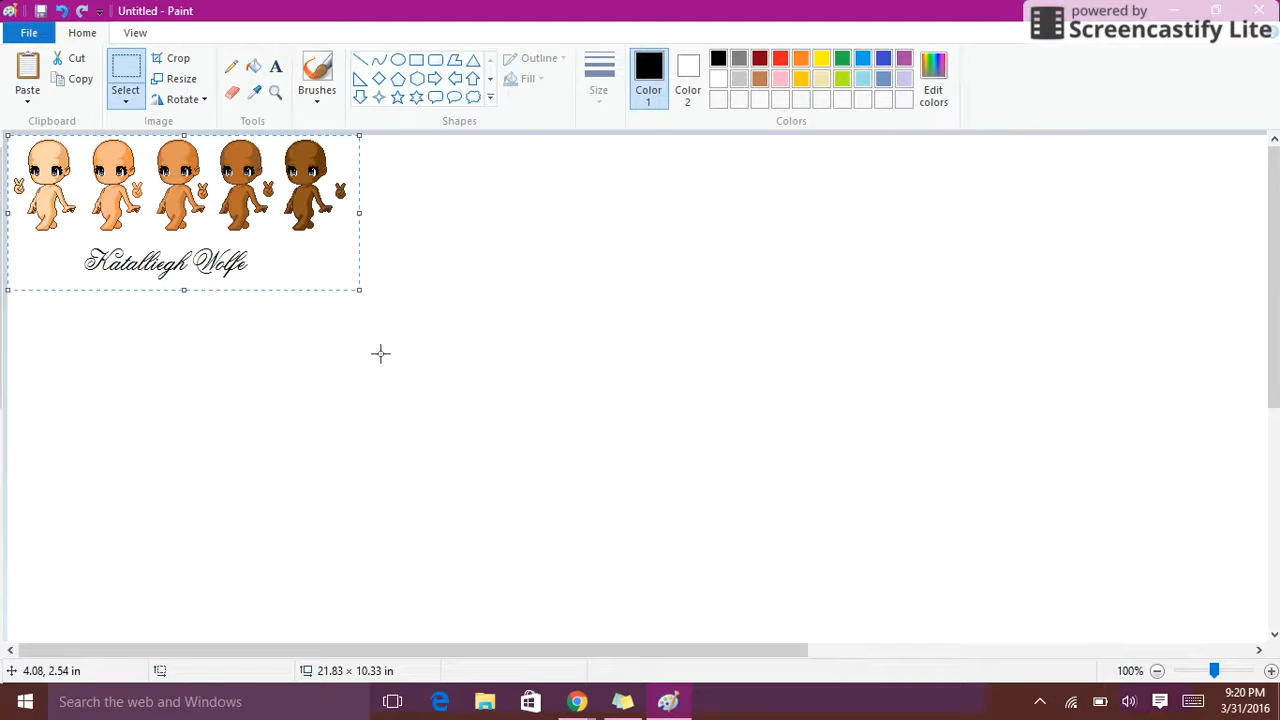 Untitled - Paint
powered by
Screencastify Lite
File
Home
View
Paste
Cut
Copy
Clipboard
Select
Crop
Resize
Rotate
Image
A
Tools
Brushes
Shapes
Outline
Fill
Size
Color
1
Color
2
Edit
colors
Colors
Katalliegh Wolfe
4.08, 2.54 in
21.83 × 10.33 in
100%
Search the web and Windows
9:20 PM
3/31/2016